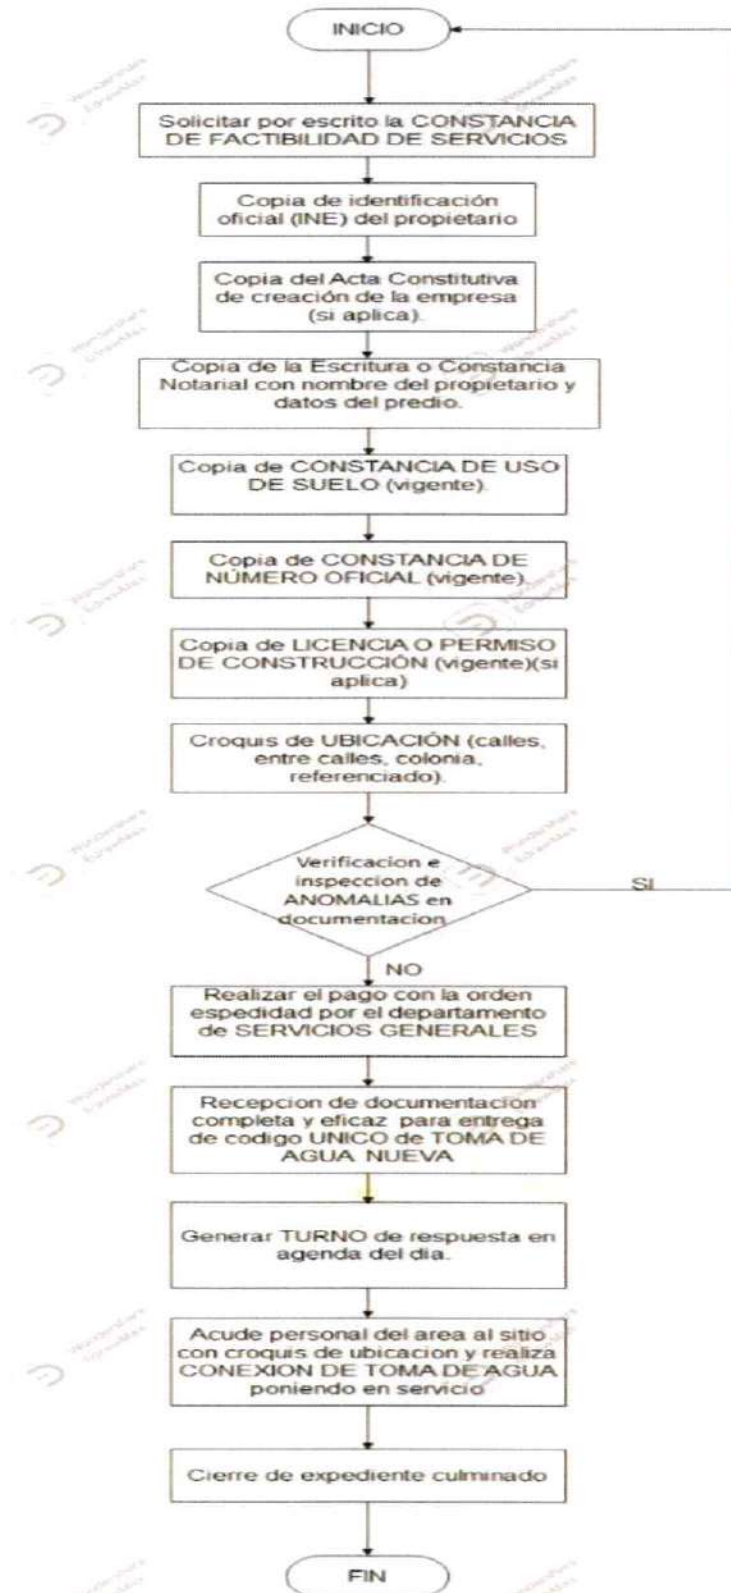 INICIO
Solicitar por escrito la CONSTANCIA
DE FACTIBILIDAD DE SERVICIOS
Copia de identificación
oficial (INE) del propietario
Copia del Acta Constitutiva
de creación de la empresa
(si aplica).
Copia de la Escritura o Constancia
Notarial con nombre del propietario y
datos del predio.
Copia de CONSTANCIA DE USO
DE SUELO (vigente).
Copia de CONSTANCIA DE
NÚMERO OFICIAL (vigente)
Copia de LICENCIA O PERMISO
DE CONSTRUCCIÓN (vigente)(si
aplica)
Croquis de UBICACIÓN (calles,
entre calles, colonia,
referenciado).
Verificacion e
inspeccion de
ANOMALIAS en
documentacion
SI
NO
Realizar el pago con la orden
espedidad por el departamento
de SERVICIOS GENERALES
Recepcion de documentacion
completa y eficaz para entrega
de codigo UNICO de TOMA DE
AGUA NUEVA
Generar TURNO de respuesta en
agenda del dia.
Acude personal del area al sitio
con croquis de ubicacion y realiza
CONEXION DE TOMA DE AGUA
poniendo en servicio
Cierre de expediente culminado
FIN
Wondershare
EdrawMax